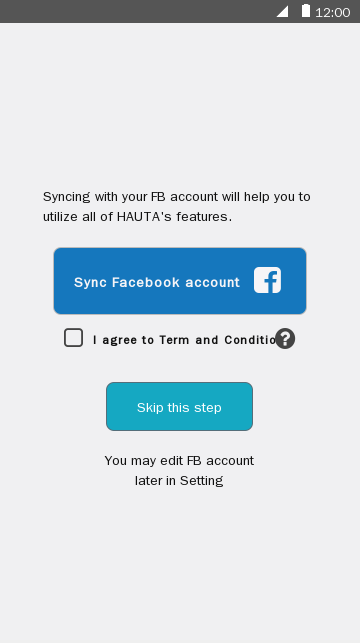 12:00
Syncing with your FB account will help you to
utilize all of HAUTA's features.
Sync Facebook account
I agree to Term and Conditio
Skip this step
You may edit FB account
later in Setting